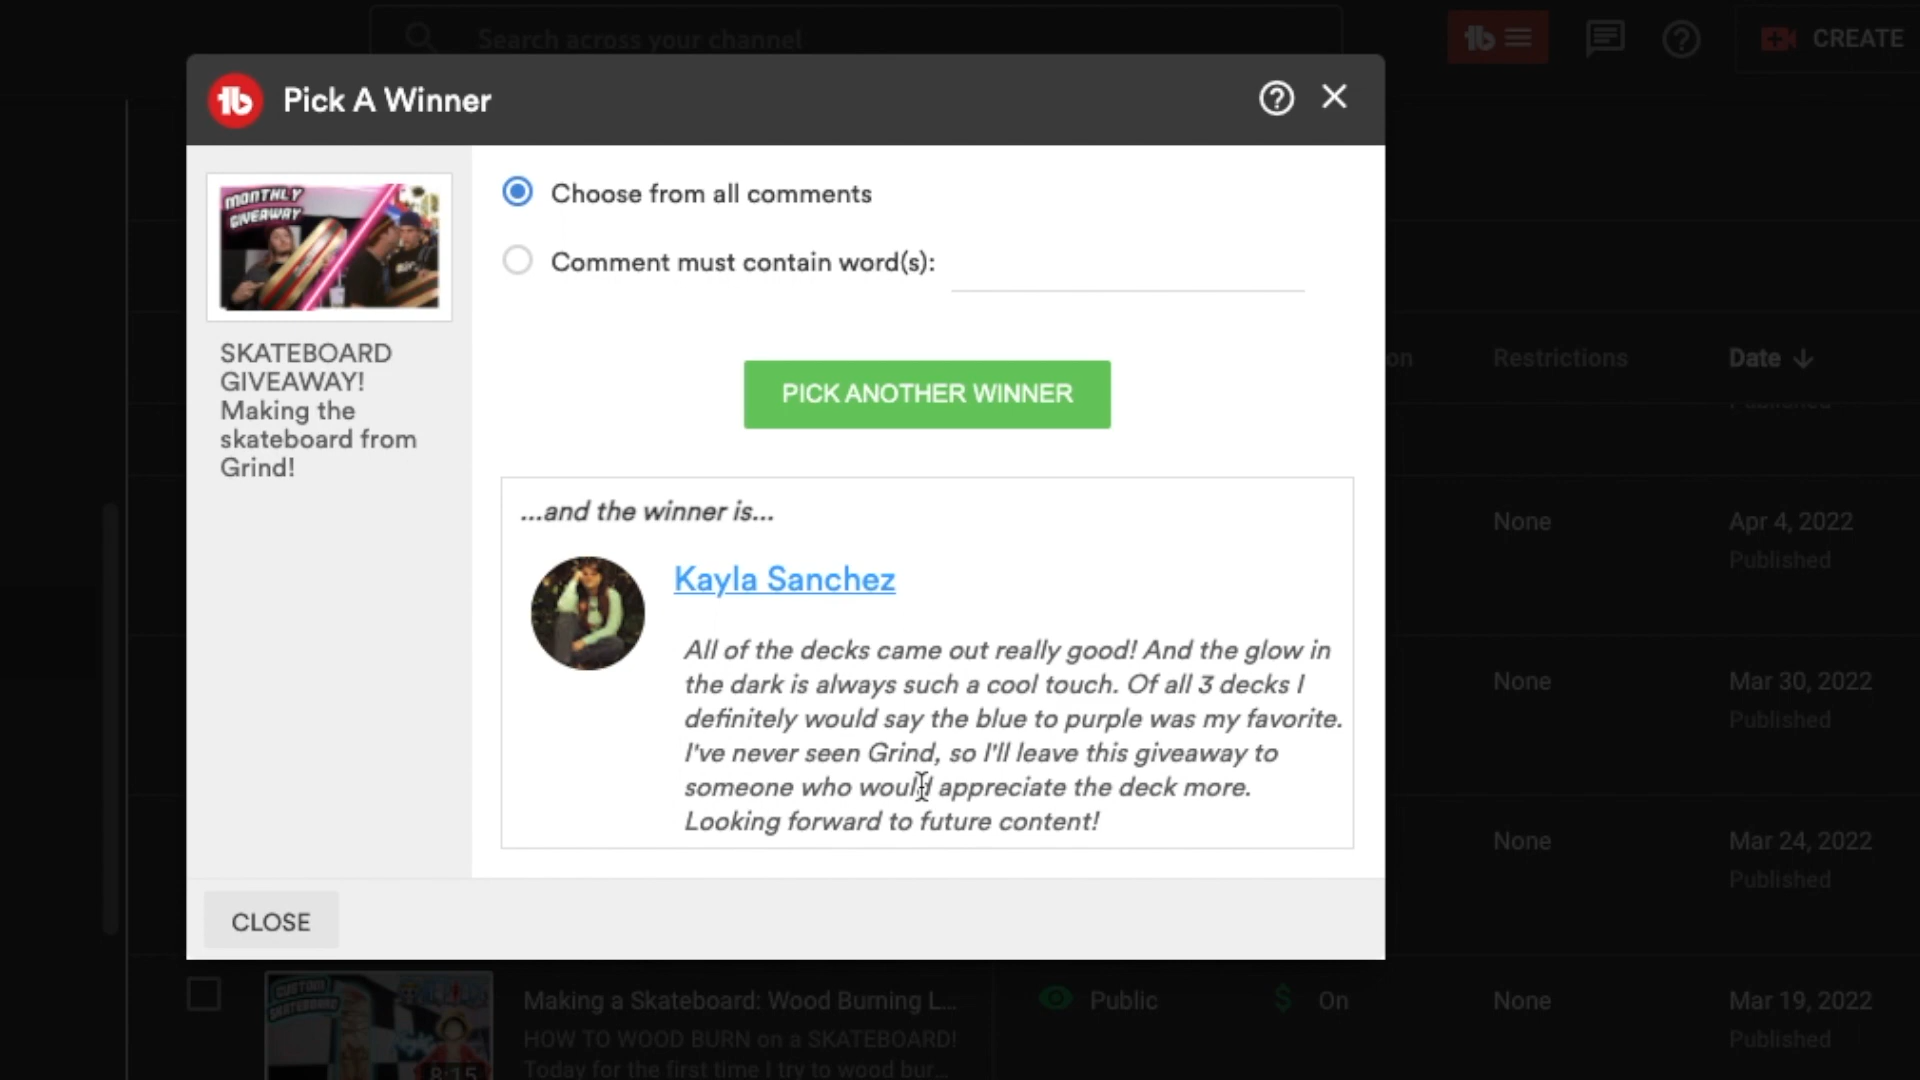 Search across your channel
CREATE
Pick A Winner
MONTHLY
GIVEAWAY
SKATEBOARD
GIVEAWAY!
Making the
skateboard from
Grind!
Choose from all comments
Comment must contain word(s):
PICK ANOTHER WINNER
...and the winner is...
Kayla Sanchez
All of the decks came out really good! And the glow in
the dark is always such a cool touch. Of all 3 decks I
definitely would say the blue to purple was my favorite.
I've never seen Grind, so I'll leave this giveaway to
someone who would appreciate the deck more.
Looking forward to future content!
CLOSE
on Restrictions Date
Published
None Apr 4, 2022
Published
None Mar 30, 2022
Published
None Mar 24, 2022
Published
CUSTOM
SKATEBOARD
8:15
Making a Skateboard: Wood Burning L...
HOW TO WOOD BURN on a SKATEBOARD!
Today for the first time I try to wood bur...
Public On None Mar 19, 2022
Published